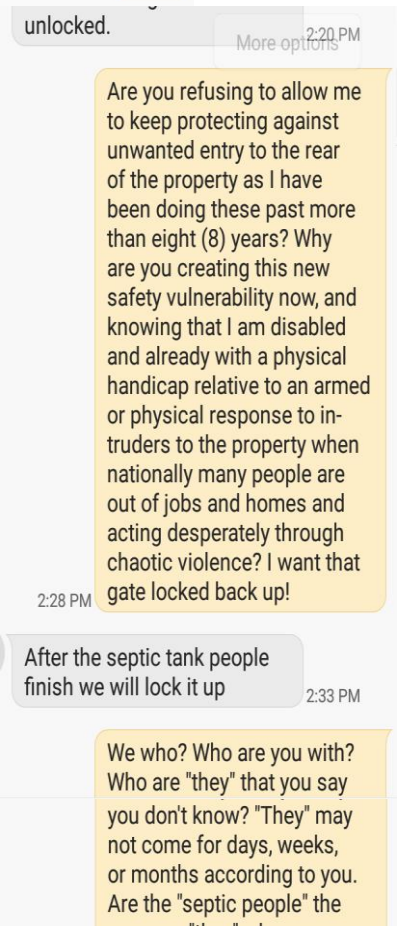 unlocked.
2:20 PM
More options
Are you refusing to allow me
to keep protecting against
unwanted entry to the rear
of the property as I have
been doing these past more
than eight (8) years? Why
are you creating this new
safety vulnerability now, and
knowing that I am disabled
and already with a physical
handicap relative to an armed
or physical response to in-
truders to the property when
nationally many people are
out of jobs and homes and
acting desperately through
chaotic violence? I want that
gate locked back up!
2:28 PM
After the septic tank people
finish we will lock it up
2:33 PM
We who? Who are you with?
Who are "they" that you say
you don't know? "They" may
not come for days, weeks,
or months according to you.
Are the "septic people" the